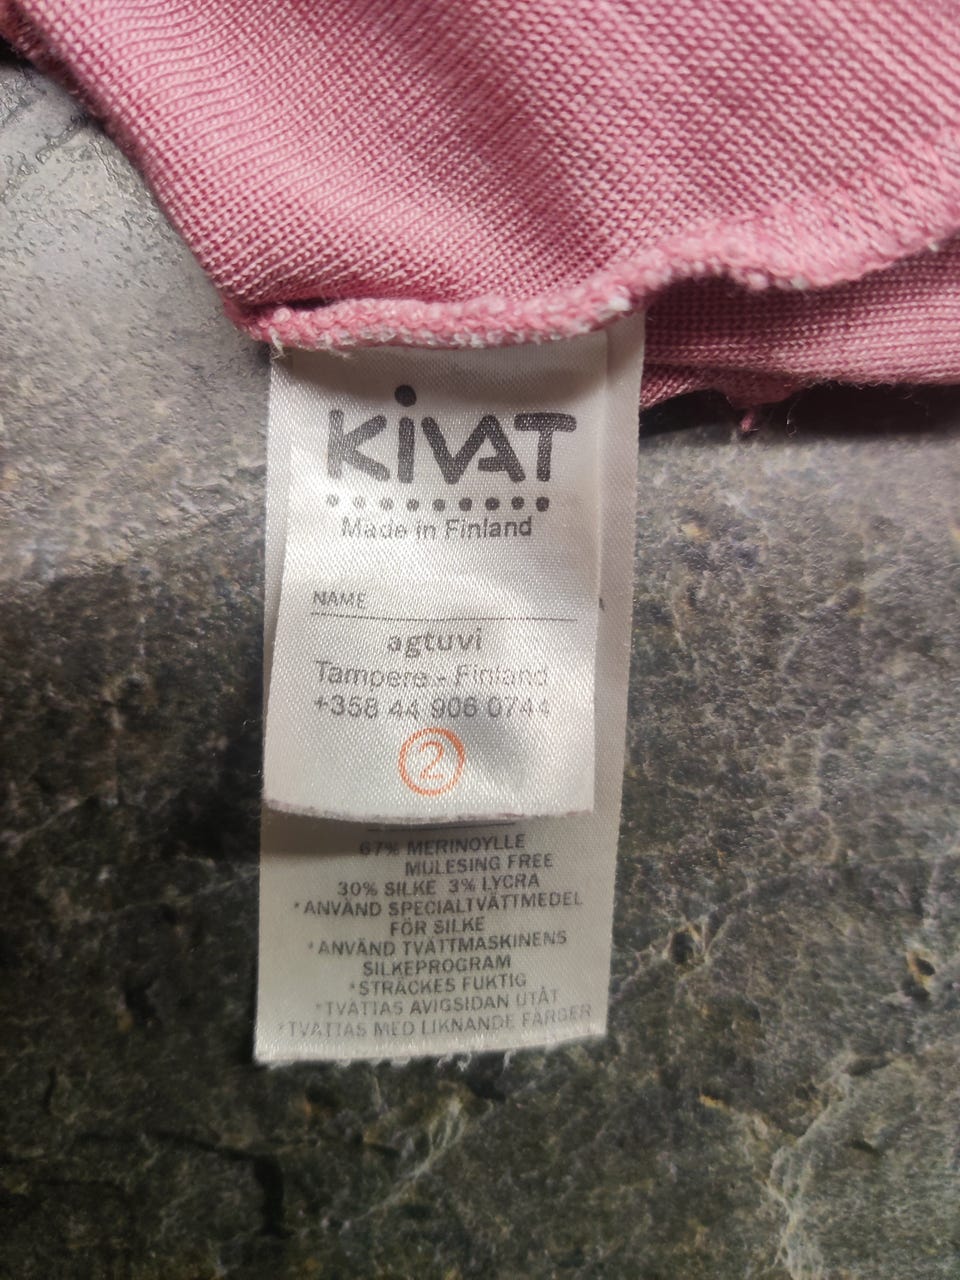 KIVAT
Made in Finland
NAME
agtuvi
Tampere - Finland
+358 44 906 0744
2
67% MERINOYLLE
MULESING FREE
30% SILKE 3% LYCRA
*ANVÄND SPECIALTVÄTTMEDEL
FÖR SILKE
*ANVÄND TVÄTTMASKINENS
SILKEPROGRAM
*STRÄCKES FUKTIG
*TVÄTTAS AVIGSIDAN UTÅT
*TVÄTTAS MED LIKNANDE FÄRGER